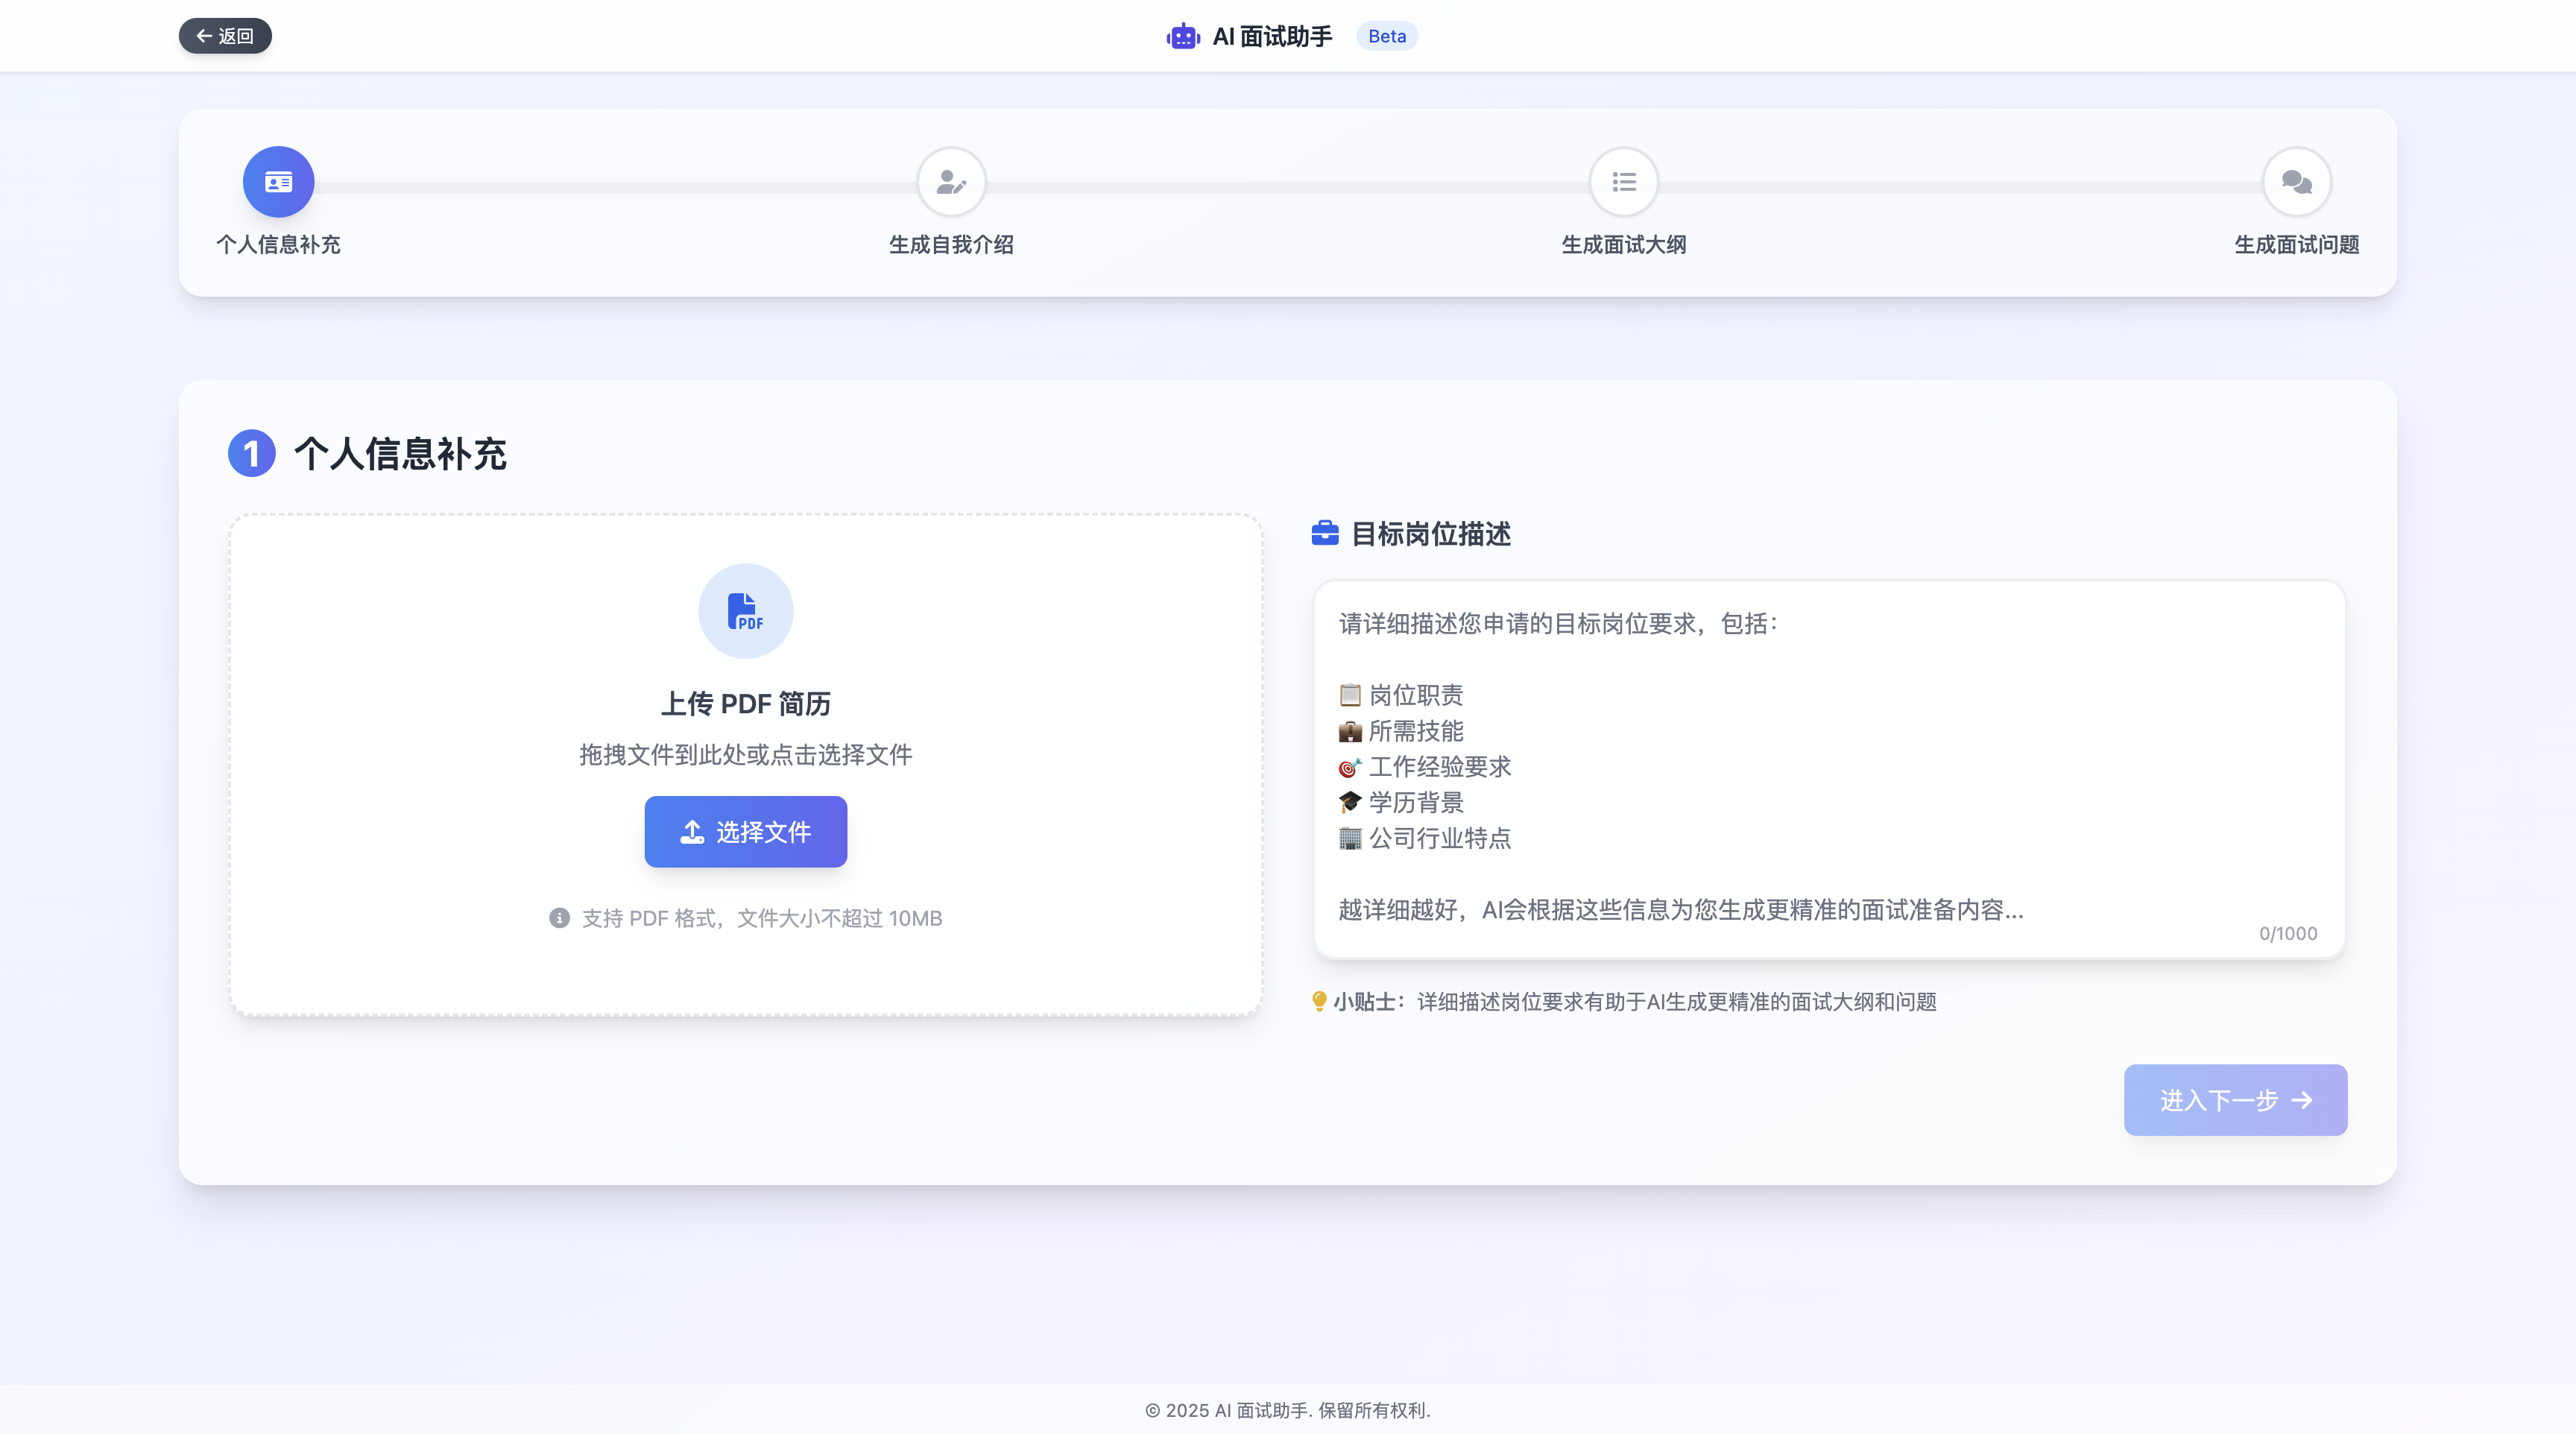 返回
AI 面试助手 Beta
个人信息补充
生成自我介绍
生成面试大纲
生成面试问题
1 个人信息补充
PDF
上传 PDF 简历
拖拽文件到此处或点击选择文件
选择文件
支持 PDF 格式，文件大小不超过 10MB
目标岗位描述
请详细描述您申请的目标岗位要求，包括：
📋 岗位职责
💼 所需技能
🎯 工作经验要求
🎓 学历背景
🏢 公司行业特点
越详细越好，AI会根据这些信息为您生成更精准的面试准备内容...
0/1000
小贴士：详细描述岗位要求有助于AI生成更精准的面试大纲和问题
进入下一步
© 2025 AI 面试助手. 保留所有权利.